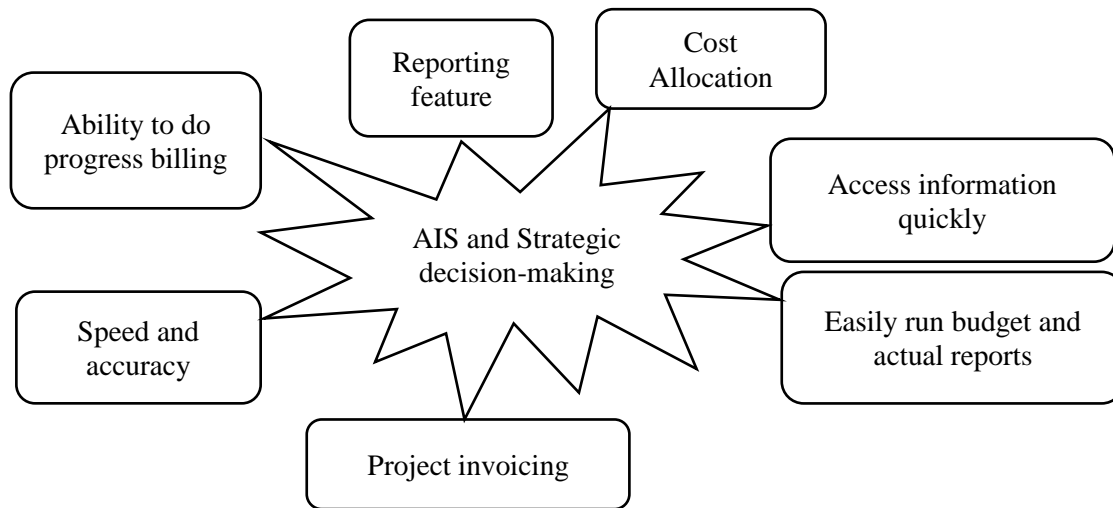 Reporting
feature
Cost
Allocation
Ability to do
progress billing
Access information
quickly
AIS and Strategic
decision-making
Speed and
accuracy
Easily run budget and
actual reports
Project invoicing